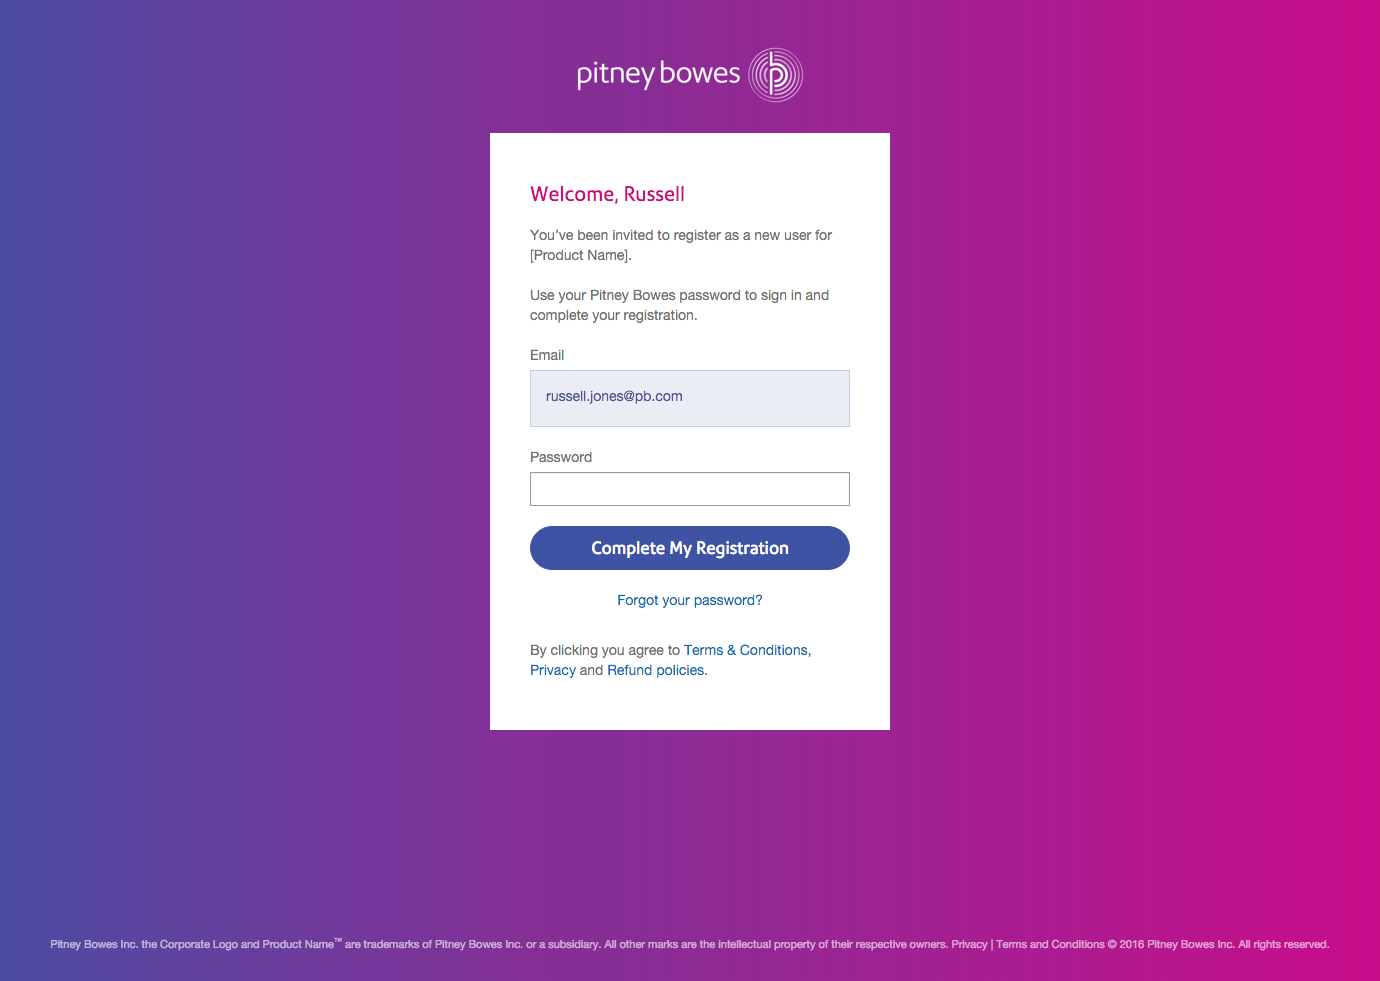 pitney bowes
Welcome, Russell
You’ve been invited to register as a new user for
[Product Name].
Use your Pitney Bowes password to sign in and
complete your registration.
Email
russell.jones@pb.com
Password
Complete My Registration
Forgot your password?
By clicking you agree to Terms & Conditions,
Privacy and Refund policies.
Pitney Bowes Inc. the Corporate Logo and Product Name™ are trademarks of Pitney Bowes Inc. or a subsidiary. All other marks are the intellectual property of their respective owners. Privacy | Terms and Conditions © 2016 Pitney Bowes Inc. All rights reserved.